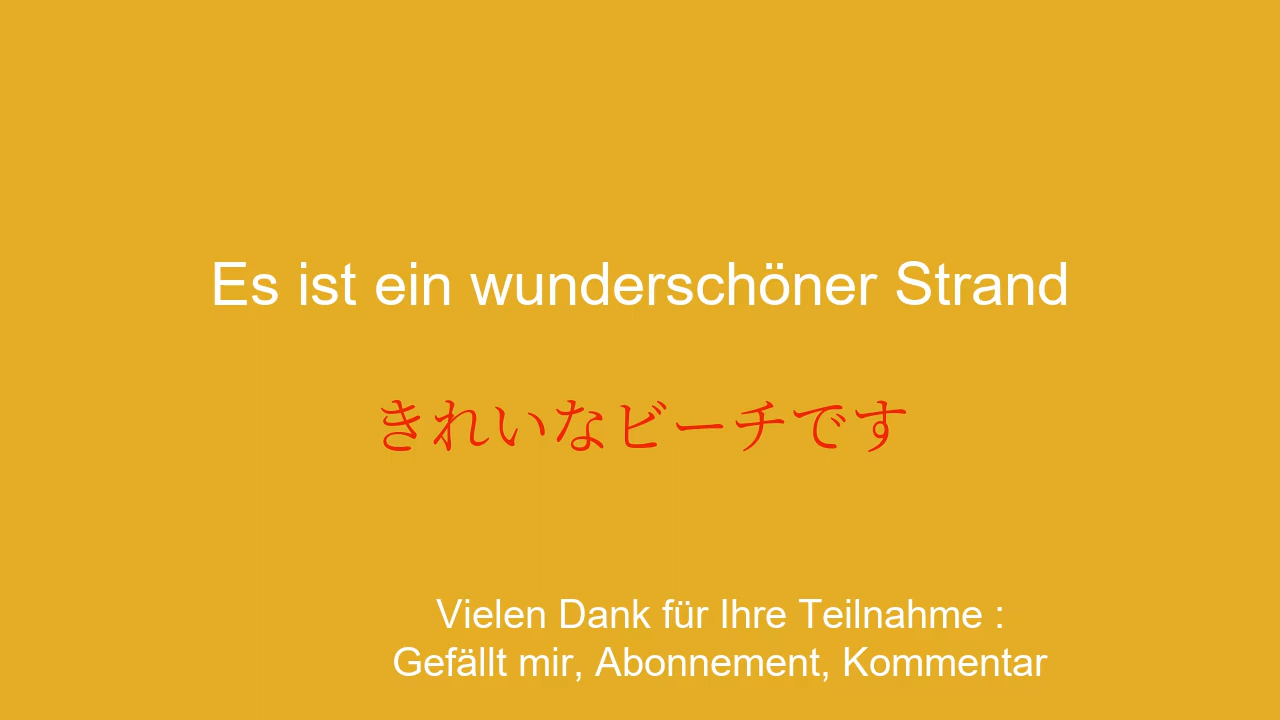 Es ist ein wunderschöner Strand
きれいなビーチです
Vielen Dank für Ihre Teilnahme :
Gefällt mir, Abonnement, Kommentar